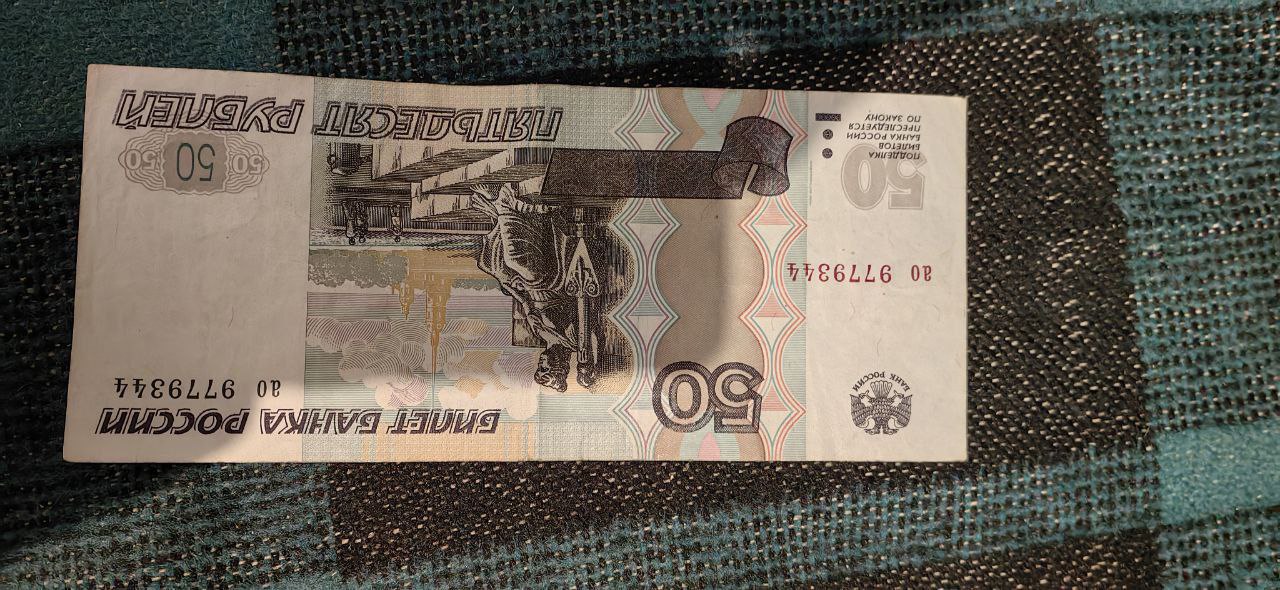 БАНК РОССИИ
50
БИЛЕТ БАНКА РОССИИ
ао 9779344
ао 9779344
50
ПОДДЕЛКА
БИЛЕТОВ
БАНКА РОССИИ
ПРЕСЛЕДУЕТСЯ
ПО ЗАКОНУ
50 50 50
ПЯТЬДЕСЯТ РУБЛЕЙ